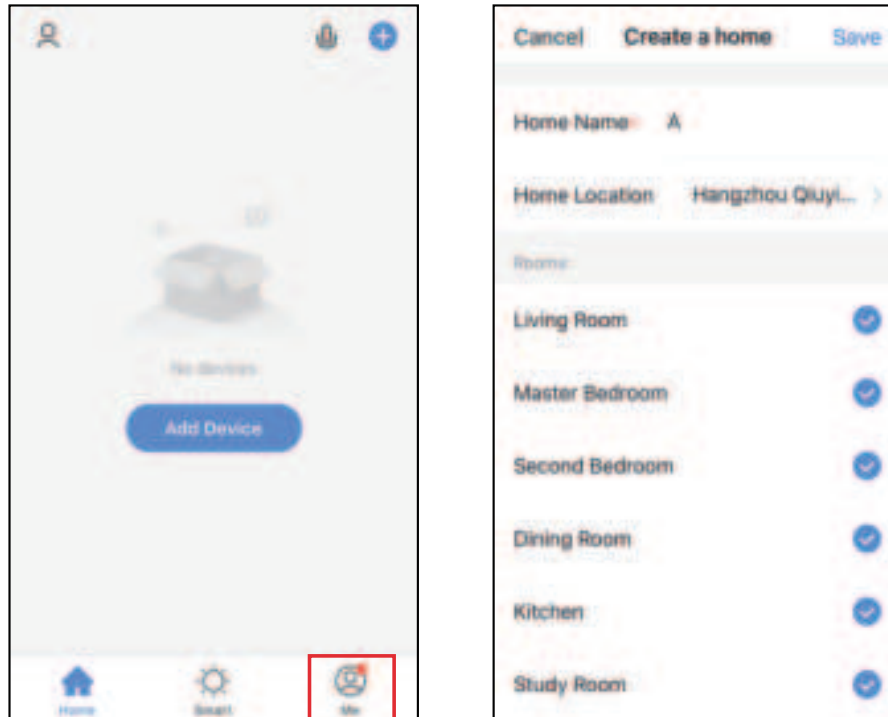 No devices
Add Device
Home
Smart
Me
Cancel Create a home Save
Home Name A
Home Location Hangzhou Qiuyi... >
Rooms
Living Room
Master Bedroom
Second Bedroom
Dining Room
Kitchen
Study Room